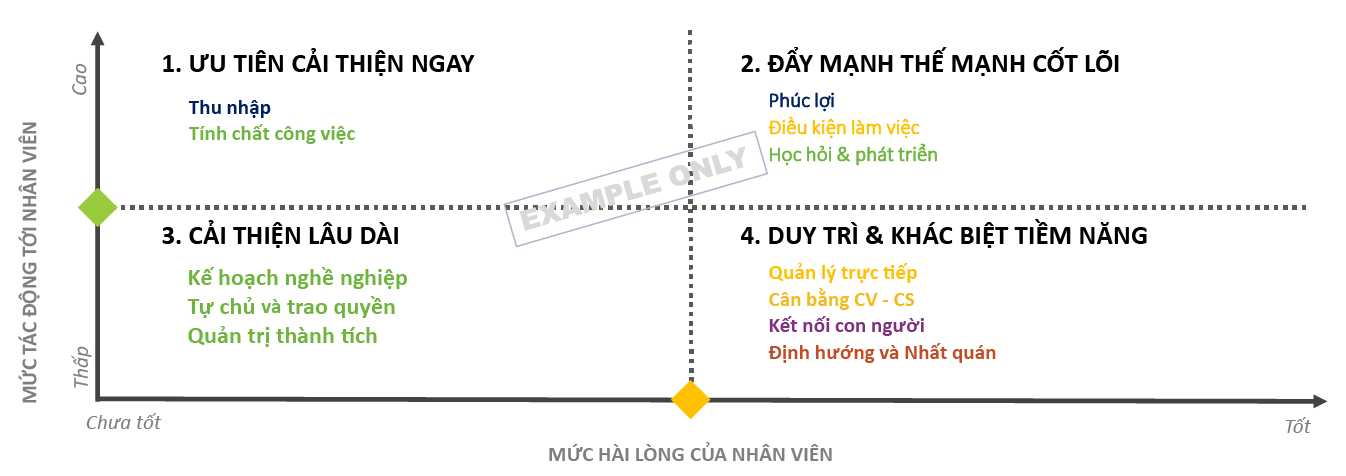 1. ƯU TIÊN CẢI THIỆN NGAY
Thu nhập
Tính chất công việc
2. ĐẨY MẠNH THẾ MẠNH CỐT LÕI
Phúc lợi
Điều kiện làm việc
Học hỏi & phát triển
EXAMPLE ONLY
3. CẢI THIỆN LÂU DÀI
Kế hoạch nghề nghiệp
Tự chủ và trao quyền
Quản trị thành tích
4. DUY TRÌ & KHÁC BIỆT TIỀM NĂNG
Quản lý trực tiếp
Cân bằng CV - CS
Kết nối con người
Định hướng và Nhất quán
MỨC TÁC ĐỘNG TỚI NHÂN VIÊN
Cao
Thấp
Chưa tốt
Tốt
MỨC HÀI LÒNG CỦA NHÂN VIÊN